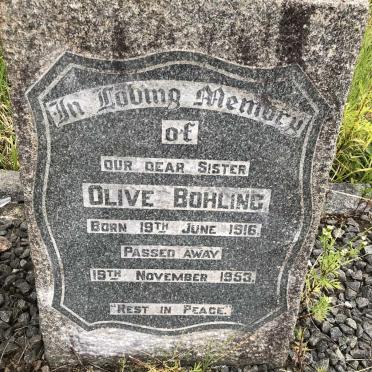 In Loving Memory
of
OUR DEAR SISTER
OLIVE BOHLING
BORN 19TH JUNE 1916.
PASSED AWAY
19TH NOVEMBER 1953.
"REST IN PEACE."